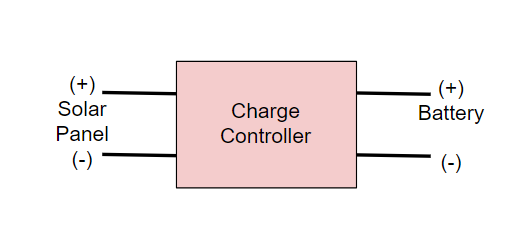 (+)
Solar
Panel
(-)
Charge
Controller
(+)
Battery
(-)